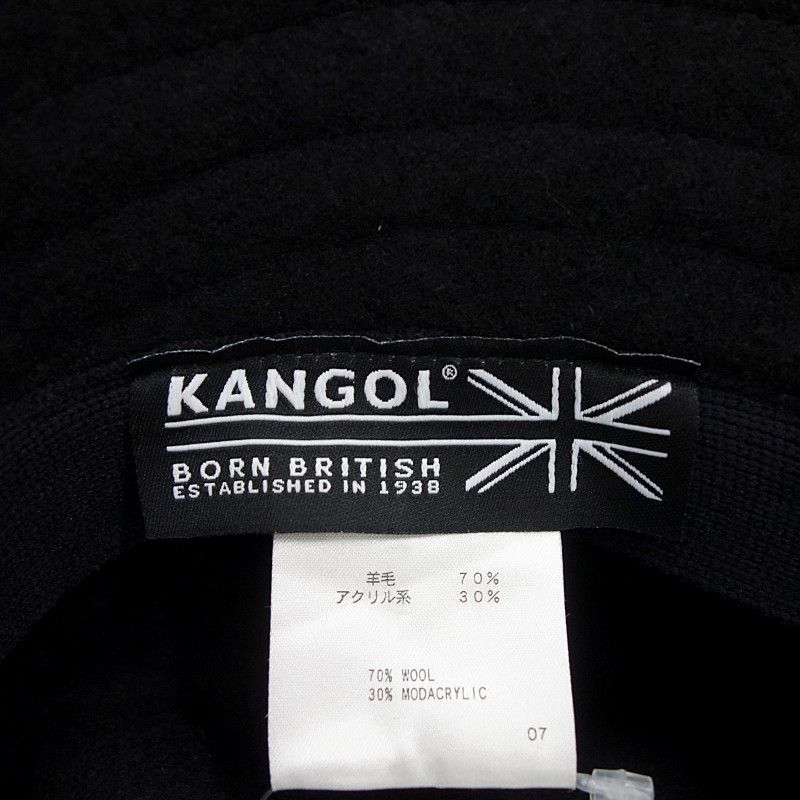 KANGOL®
BORN BRITISH
ESTABLISHED IN 1938
羊毛 70%
アクリル系 30%
70% WOOL
30% MODACRYLIC
07